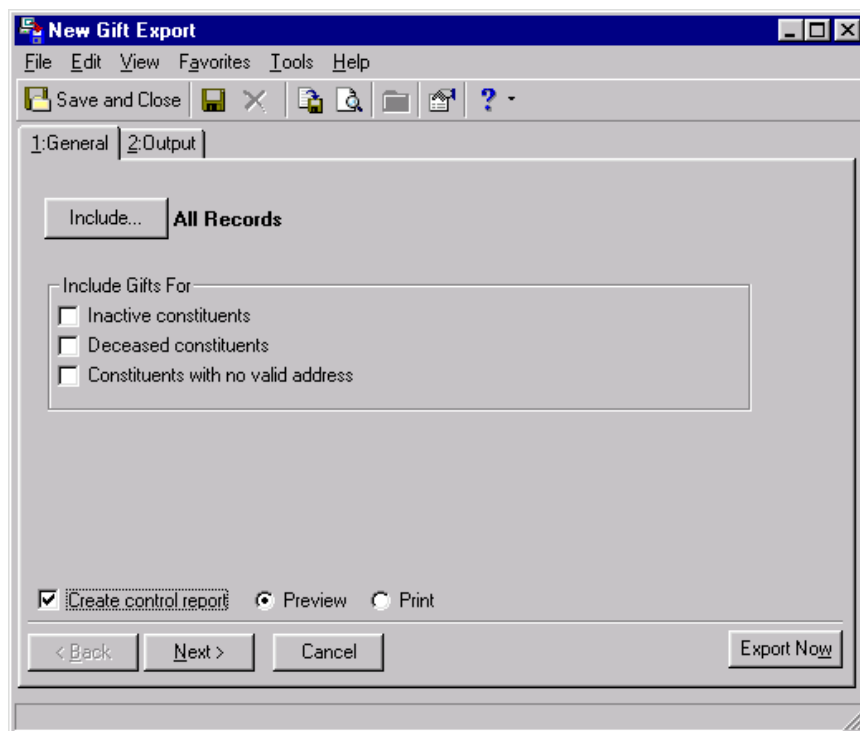 New Gift Export
File Edit View Favorites Tools Help
Save and Close ?
1:General 2:Output
Include... All Records
Include Gifts For
Inactive constituents
Deceased constituents
Constituents with no valid address
Create control report Preview Print
< Back Next > Cancel Export Now